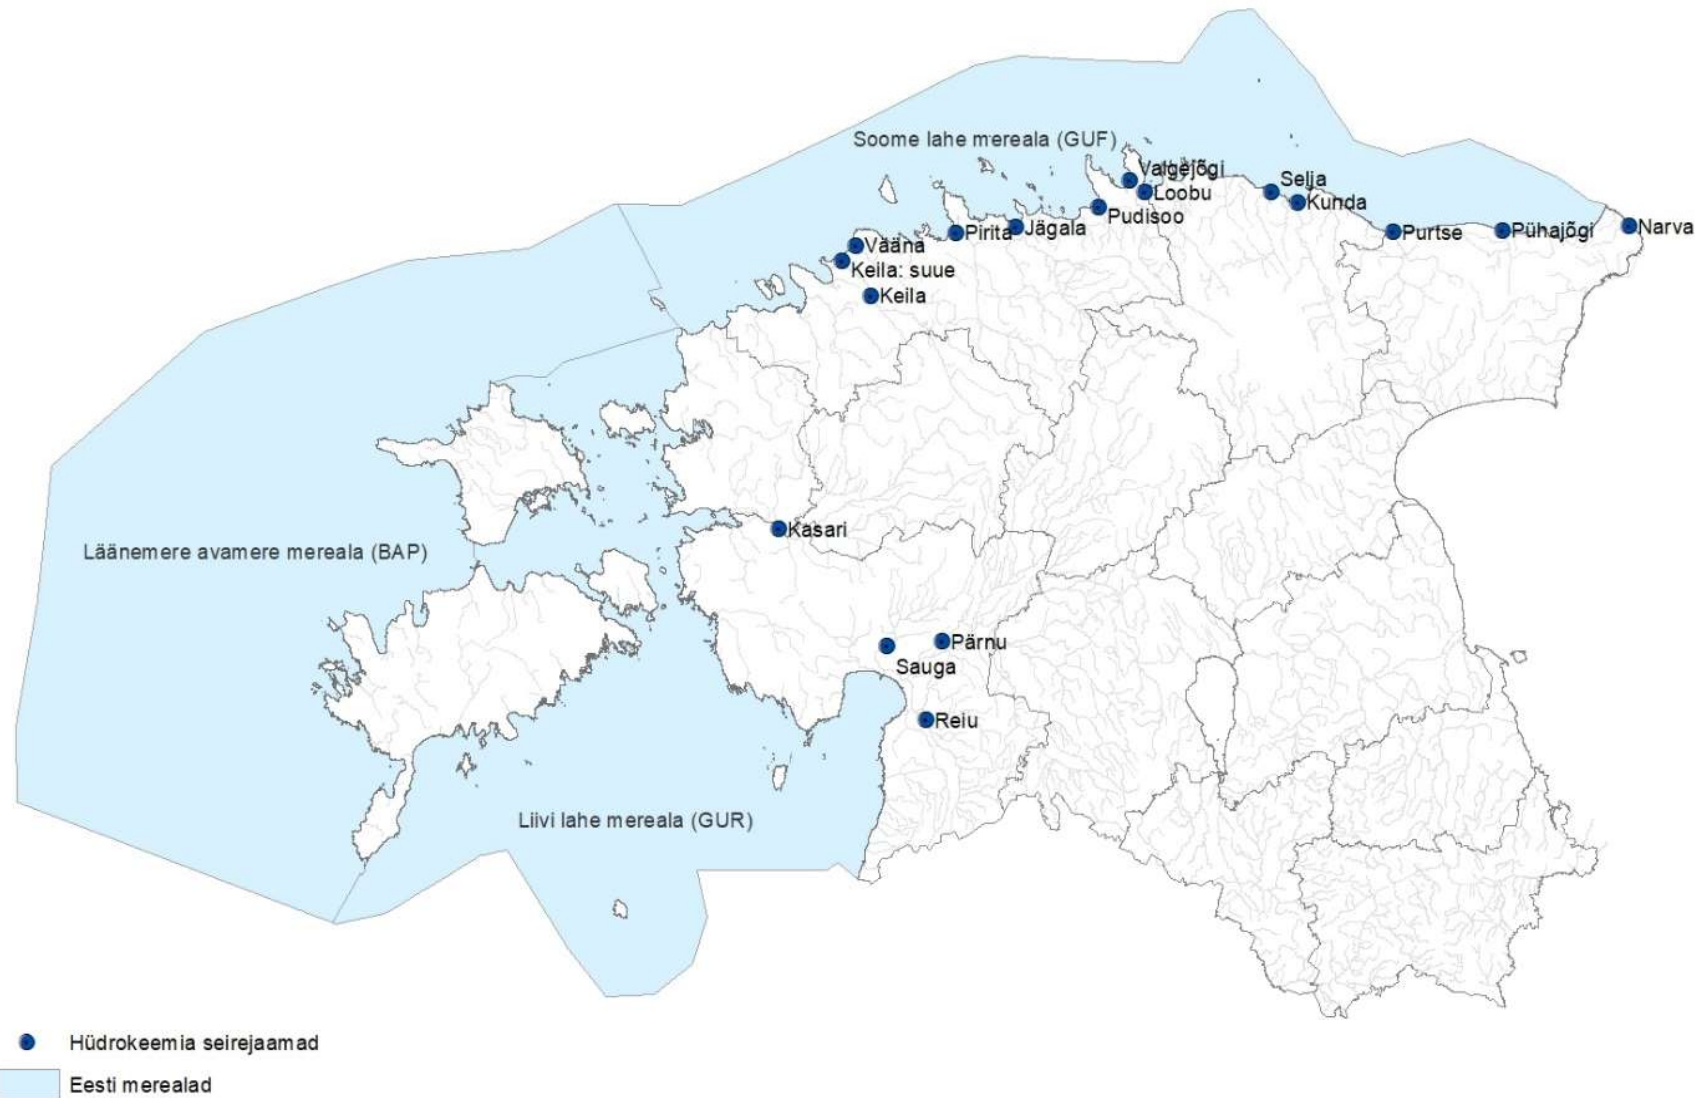 Soome lahe mereala (GUF)
Valgejõgi
Loobu
Selja
Kunda
Pudisoo
Jägala
Pirita
Purtse
Pühajõgi
Narva
Vääna
Keila: suue
Keila
Kasari
Läänemere avamere mereala (BAP)
Pärnu
Sauga
Reiu
Liivi lahe mereala (GUR)
Hüdrokeemia seirejaamad
Eesti merealad